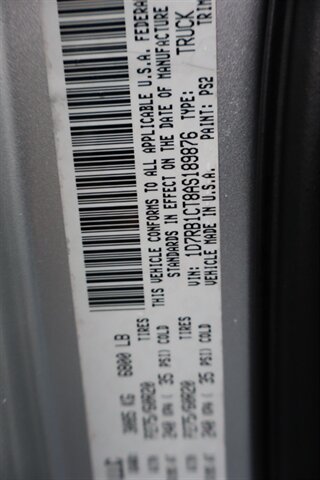 3085 KG 6800 LB
TIRES
P275/60R20
240 KPA ( 35 PSI) COLD
TIRES
P275/60R20
240 KPA ( 35 PSI) COLD
THIS VEHICLE CONFORMS TO ALL APPLICABLE U.S.A. FEDERA
STANDARDS IN EFFECT ON THE DATE OF MANUFACTURE
VIN: 1D7RB1CT8AS189876 TYPE: TRUCK
VEHICLE MADE IN U.S.A. PAINT: PS2 TRIM